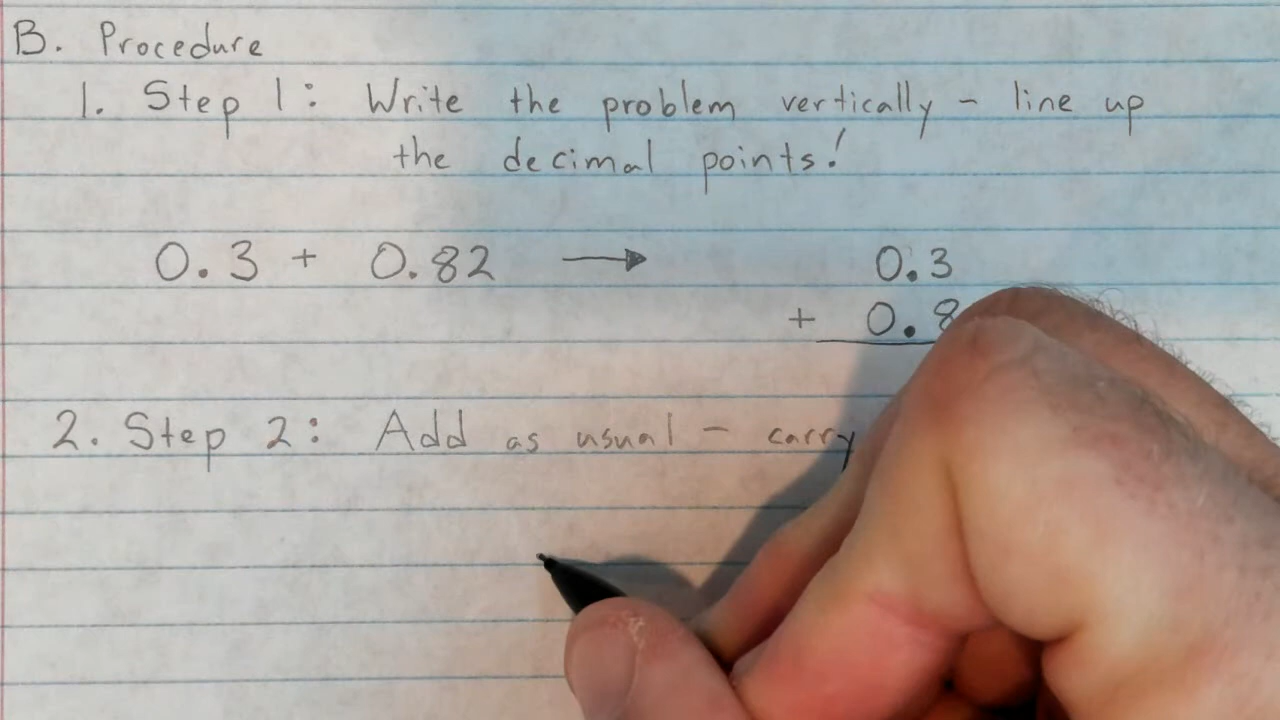 B. Procedure
1. Step 1: Write the problem vertically - line up
the decimal points!
0.3 + 0.82 → 0.3
+ 0.8
2. Step 2: Add as usual - carry